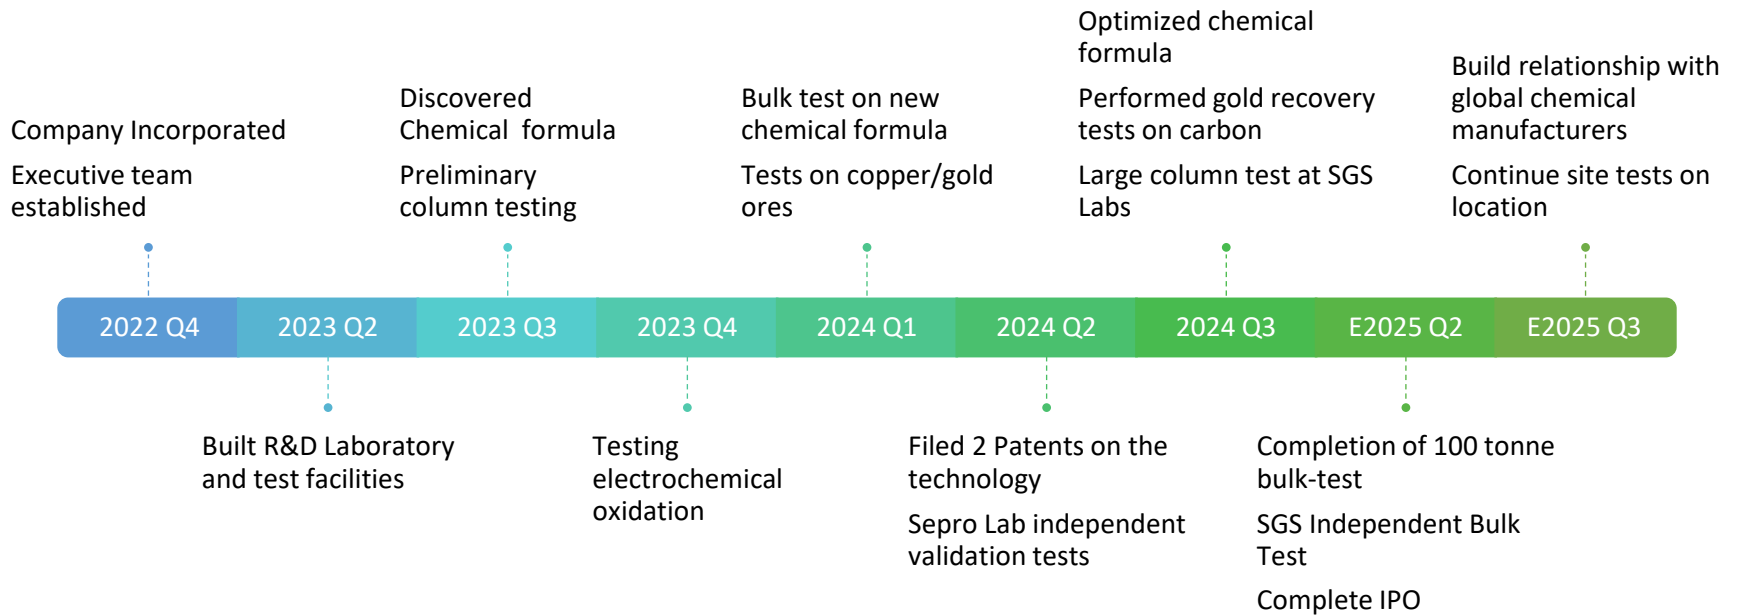 Company Incorporated
Executive team
established
Discovered
Chemical  formula
Preliminary
column testing
Bulk test on new
chemical formula
Tests on copper/gold
ores
Optimized chemical
formula
Performed gold recovery
tests on carbon
Large column test at SGS
Labs
Build relationship with
global chemical
manufacturers
Continue site tests on
location
2022 Q4
2023 Q2
2023 Q3
2023 Q4
2024 Q1
2024 Q2
2024 Q3
E2025 Q2
E2025 Q3
Built R&D Laboratory
and test facilities
Testing
electrochemical
oxidation
Filed 2 Patents on the
technology
Sepro Lab independent
validation tests
Completion of 100 tonne
bulk-test
SGS Independent Bulk
Test
Complete IPO